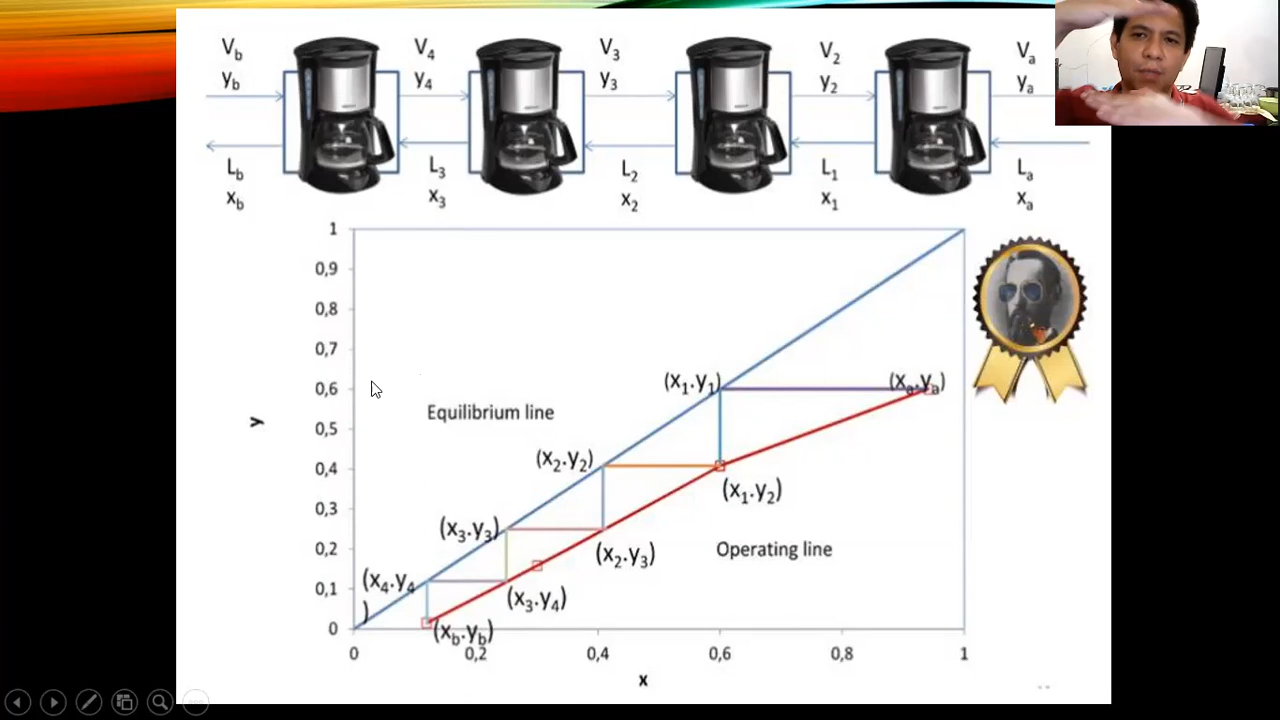 Vb V4 V3 V2 Va
yb y4 y3 y2 ya
Lb L3 L2 L1 La
xb x3 x2 x1 xa
1
0,9
0,8
0,7
0,6
0,5
0,4
0,3
0,2
0,1
0
y
(x1.y1)
(xa.ya)
Equilibrium line
(x2.y2)
(x1.y2)
(x3.y3)
(x2.y3)
Operating line
(x4.y4
)
(x3.y4)
(xb.yb)
0 0,2 0,4 0,6 0,8 1
x